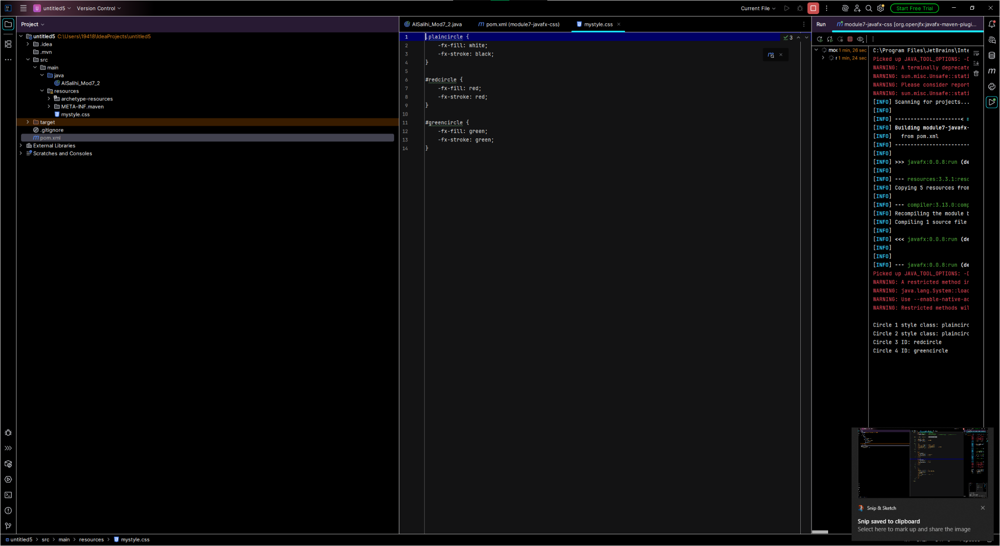 U untitled5 Version Control
Current File
Start Free Trial
Project
untitled5 C:\Users\19418\IdeaProjects\untitled5
.idea
.mvn
src
main
java
AlSalihi_Mod7_2
resources
archetype-resources
META-INF.maven
mystyle.css
target
.gitignore
pom.xml
External Libraries
Scratches and Consoles
AlSalihi_Mod7_2.java
pom.xml (module7-javafx-css)
mystyle.css
3
1 .plaincircle {
2 -fx-fill: white;
3 -fx-stroke: black;
4 }
5
6 #redcircle {
7 -fx-fill: red;
8 -fx-stroke: red;
9 }
10
11 #greencircle {
12 -fx-fill: green;
13 -fx-stroke: green;
14 }
Run module7-javafx-css [org.openjfx:javafx-maven-plugi...
moc 1 min, 26 sec
r 1 min, 24 sec
C:\Program Files\JetBrains\Inte
Picked up JAVA_TOOL_OPTIONS: -D
WARNING: A terminally deprecate
WARNING: sun.misc.Unsafe::stati
WARNING: Please consider report
WARNING: sun.misc.Unsafe::stati
[INFO] Scanning for projects...
[INFO]
[INFO] ---------------------< m
[INFO] Building module7-javafx-
[INFO] from pom.xml
[INFO] ------------------------
[INFO]
[INFO] >>> javafx:0.0.8:run (de
[INFO]
[INFO] --- resources:3.3.1:reso
[INFO] Copying 5 resources from
[INFO]
[INFO] --- compiler:3.13.0:comp
[INFO] Recompiling the module b
[INFO] Compiling 1 source file
[INFO]
[INFO] <<< javafx:0.0.8:run (de
[INFO]
[INFO]
[INFO] --- javafx:0.0.8:run (de
Picked up JAVA_TOOL_OPTIONS: -D
WARNING: A restricted method in
WARNING: java.lang.System::load
WARNING: Use --enable-native-ac
WARNING: Restricted methods wil
Circle 1 style class: plaincirc
Circle 2 style class: plaincirc
Circle 3 ID: redcircle
Circle 4 ID: greencircle
Snip & Sketch
Snip saved to clipboard
Select here to mark up and share the image
untitled5 > src > main > resources > mystyle.css